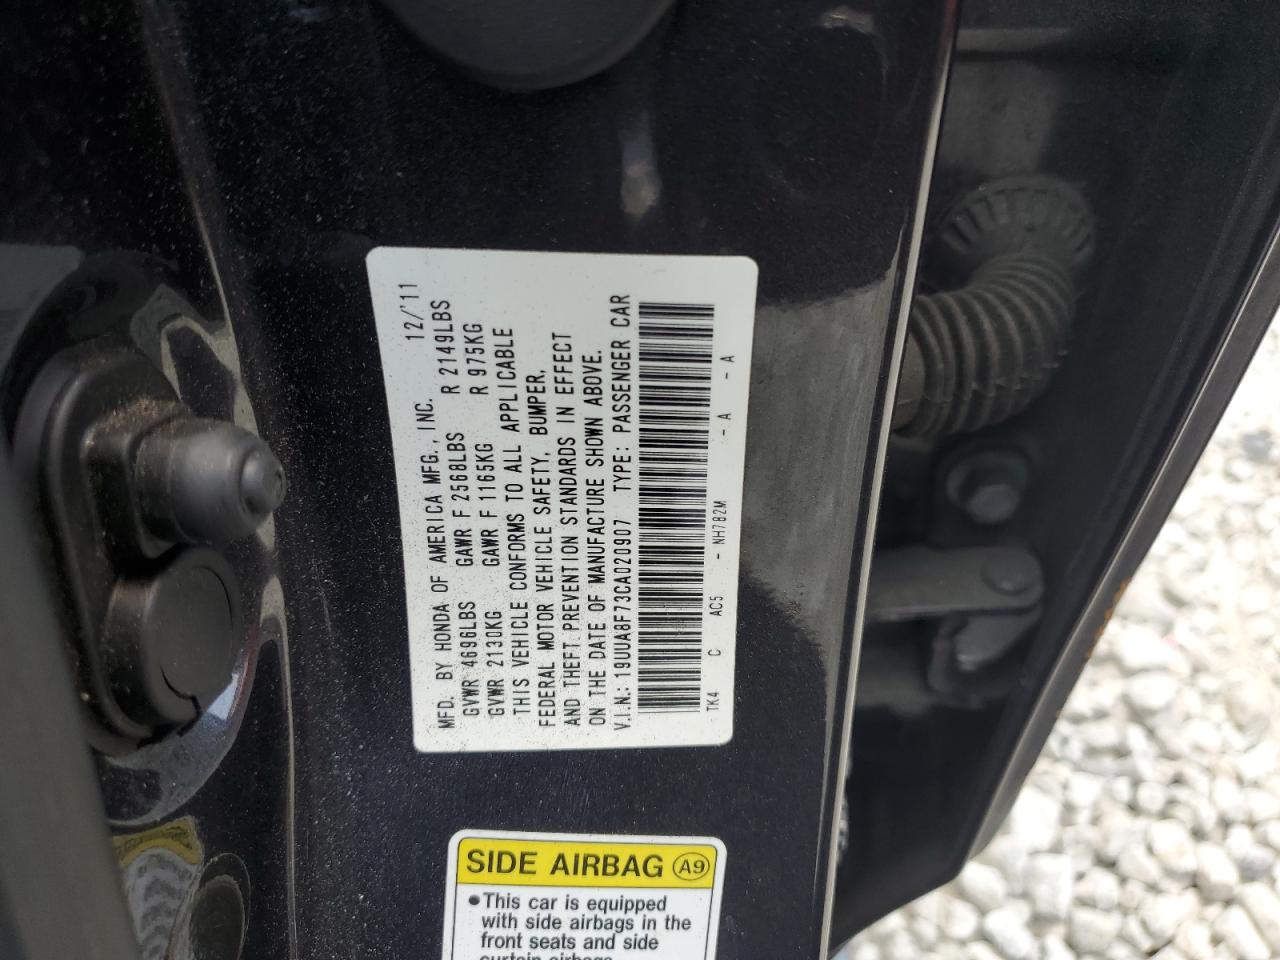 MFD. BY HONDA OF AMERICA MFG., INC. 12/'11
GVWR 4696LBS GAWR F 2568LBS R 2149LBS
GVWR 2130KG GAWR F 1165KG R 975KG
THIS VEHICLE CONFORMS TO ALL APPLICABLE
FEDERAL MOTOR VEHICLE SAFETY, BUMPER,
AND THEFT PREVENTION STANDARDS IN EFFECT
ON THE DATE OF MANUFACTURE SHOWN ABOVE.
V.I.N.: 19UUA8F73CA020907 TYPE: PASSENGER CAR
TK4 C AC5 - NH782M - A - A
SIDE AIRBAG A9
• This car is equipped
with side airbags in the
front seats and side
curtain airbags